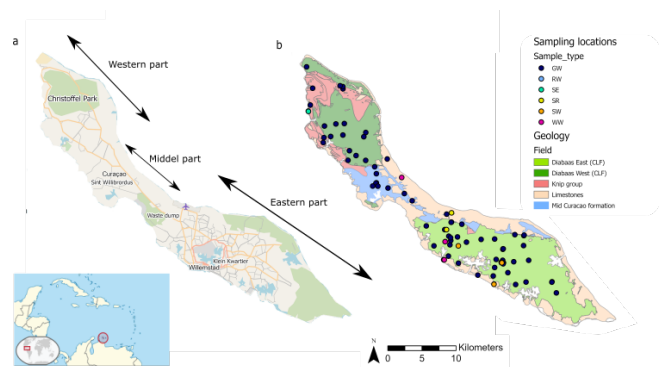 a
Western part
Christoffel Park
Curaçao
Sint Willibrordus
Middel part
Waste dump
Eastern part
Klein Kwartier
Willemstad
b
Sampling locations
Sample_type
GW
RW
SE
SR
SW
WW
Geology
Field
Diabaas East (CLF)
Diabaas West (CLF)
Knip group
Limestones
Mid Curacao formation
N
Kilometers
0
5
10